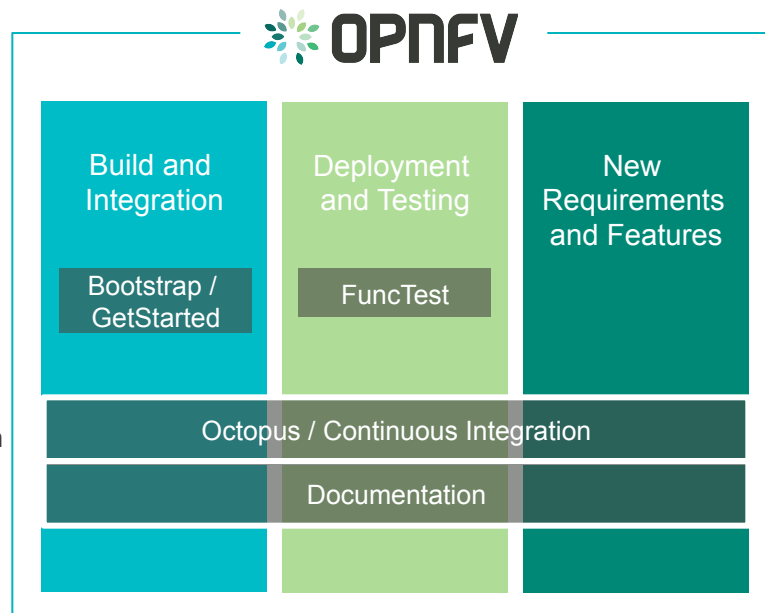 OPNFV
Build and
Integration
Deployment
and Testing
New
Requirements
and Features
Bootstrap /
GetStarted
FuncTest
Octopus / Continuous Integration
Documentation